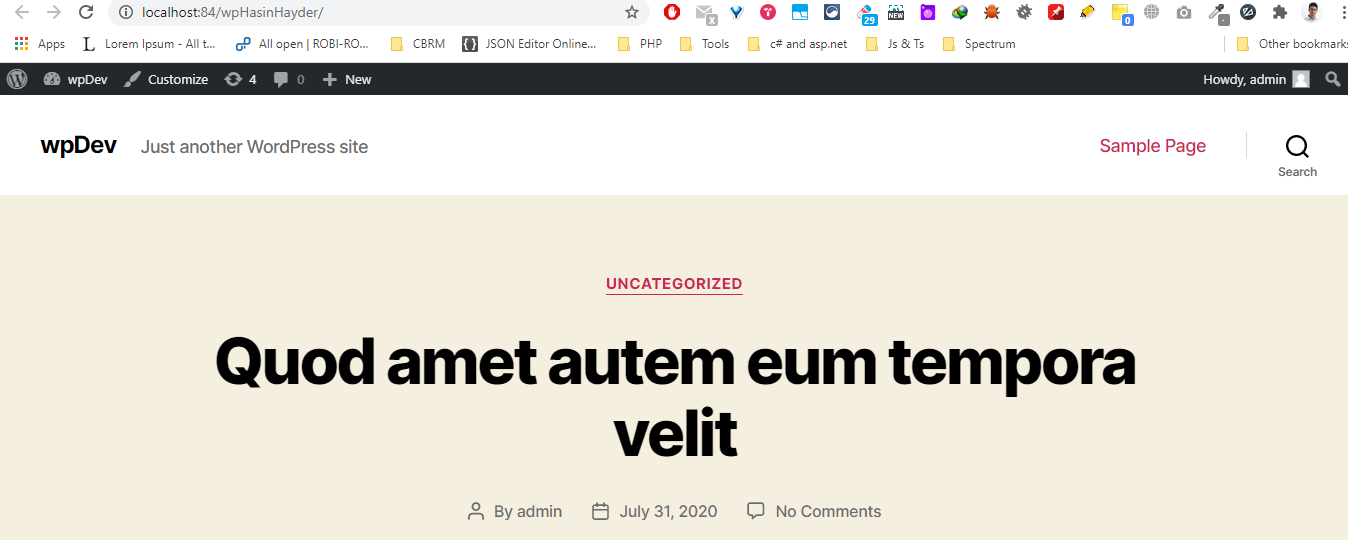 localhost:84/wpHasinHayder/
X 29 NEW 0 -
Apps Lorem Ipsum - All t... All open | ROBI-RO... CBRM JSON Editor Online... PHP Tools c# and asp.net Js & Ts Spectrum Other bookmarks
wpDev Customize 4 0 New Howdy, admin
wpDev Just another WordPress site Sample Page
Search
UNCATEGORIZED
Quod amet autem eum tempora
velit
By admin July 31, 2020 No Comments